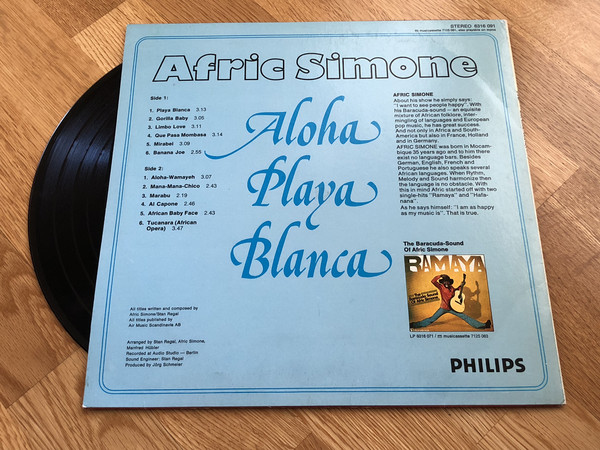 STEREO 6316 091
Afric Simone
Side 1:
1. Playa Blanca 3.13
2. Gorilla Baby 3.05
3. Limbo Love 3.11
4. Que Pasa Mombasa 3.14
5. Mirabel 3.09
6. Banana Joe 2.55
Side 2:
1. Aloha-Wamayeh 3.07
2. Mana-Mana-Chico 2.43
3. Marabu 2.19
4. Al Capone 2.46
5. African Baby Face 2.43
6. Tucanara (African
Opera) 3.47
Aloha
Playa
Blanca
AFRIC SIMONE
About his show he simply says:
"I want to see people happy". With
his Baracuda-sound — an equisite
mixture of African folklore, inter-
mingling of languages and European
pop music, he has great success.
And not only in Africa and South-
America but also in France, Holland
and in Germany.
AFRIC SIMONE was born in Mocam-
bique 35 years ago and to him there
exist no language bars. Besides
German, English, French and
Portuguese he also speaks several
African languages. When Rhythm,
Melody and Sound harmonize then
the language is no obstacle. With
this in mind Afric started off with two
single-hits "Ramaya" and "Hafa-
nana".
As he says himself: "I am as happy
as my music is". That is true.
The Baracuda-Sound
Of Afric Simone
RAMAYA
LP 6316 071 / musicassette 7123 002
All titles written and composed by
Afric Simone/Stan Regal
All titles published by
Air Music Scandinavia AB
Arranged by Stan Regal, Afric Simone,
Manfred Hübler
Recorded at Audio Studio — Berlin
Sound Engineer: Stan Regal
Produced by Jörg Schmeier
PHILIPS